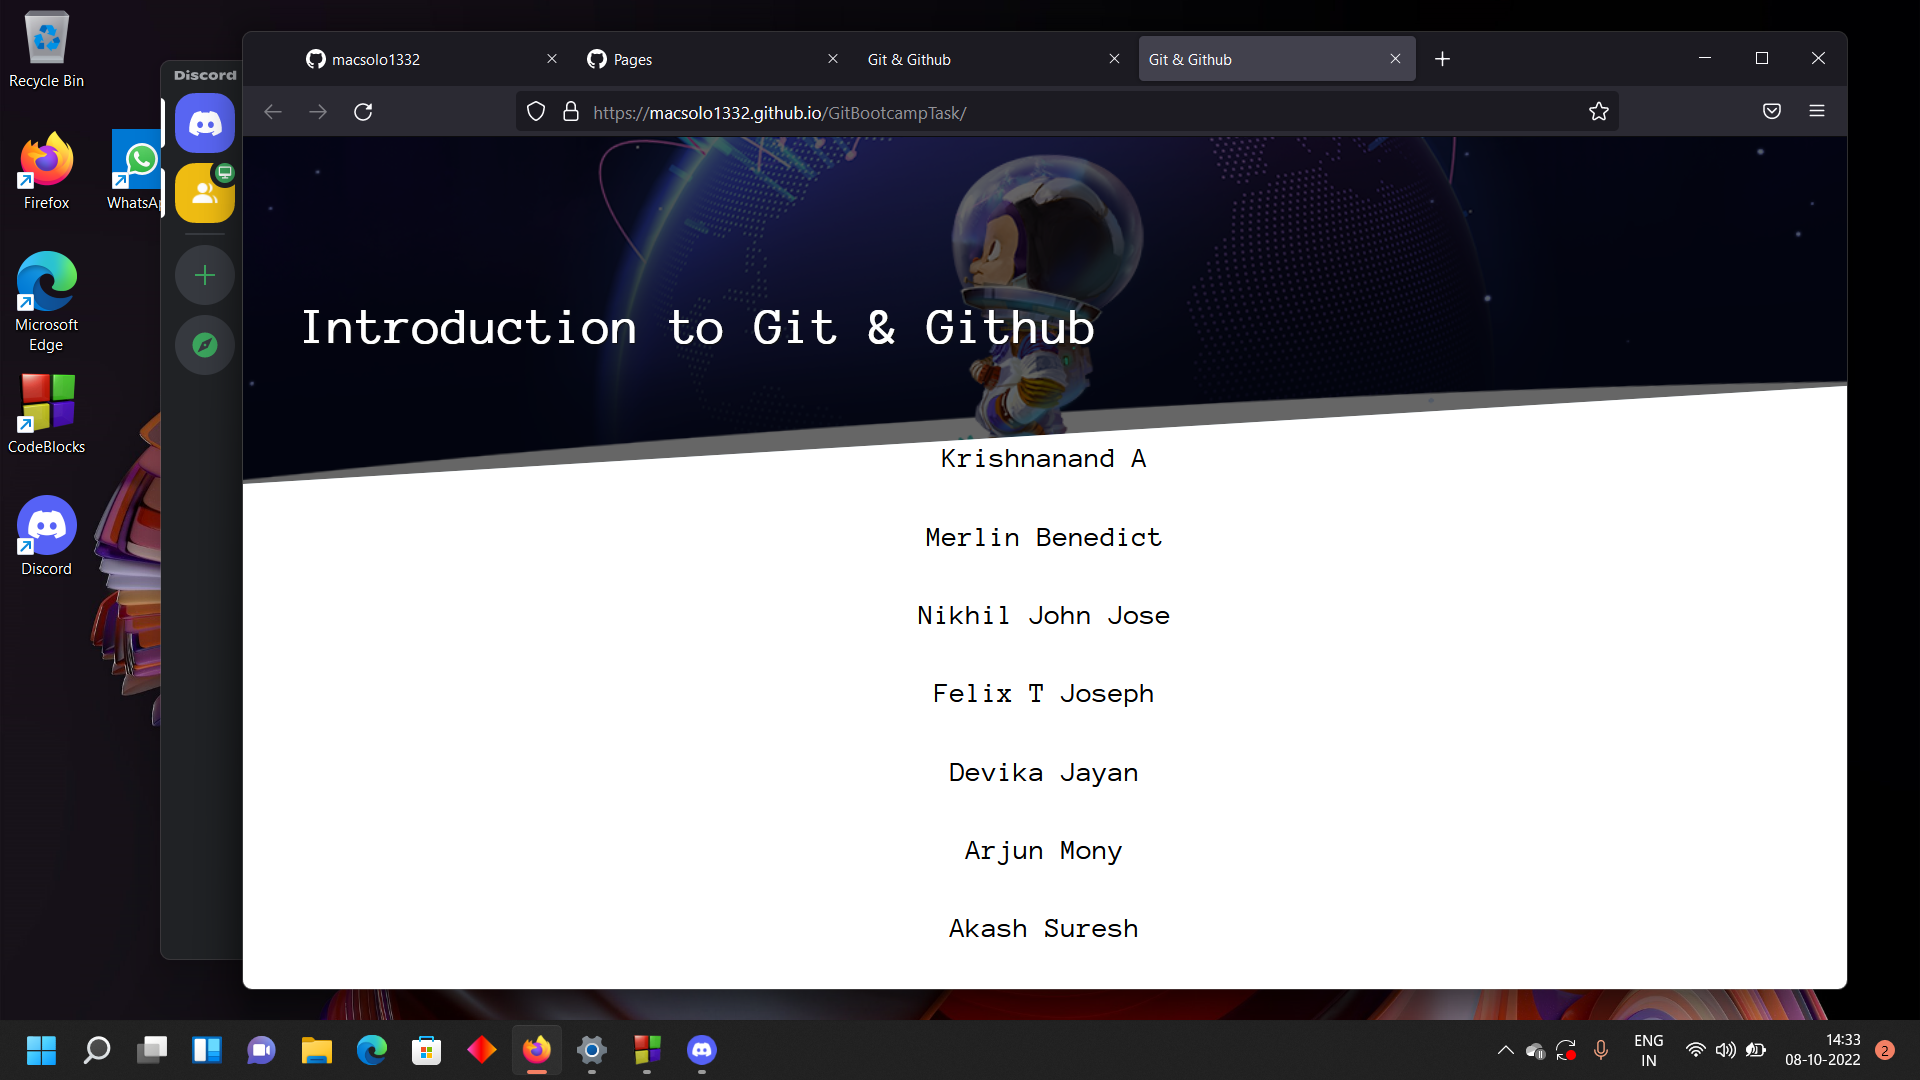 Recycle Bin
Firefox
WhatsAp
Microsoft
Edge
CodeBlocks
Discord
Discord
macsolo1332
Pages
Git & Github
Git & Github
https://macsolo1332.github.io/GitBootcampTask/
Introduction to Git & Github
Krishnanand A
Merlin Benedict
Nikhil John Jose
Felix T Joseph
Devika Jayan
Arjun Mony
Akash Suresh
ENG
IN
14:33
08-10-2022
2